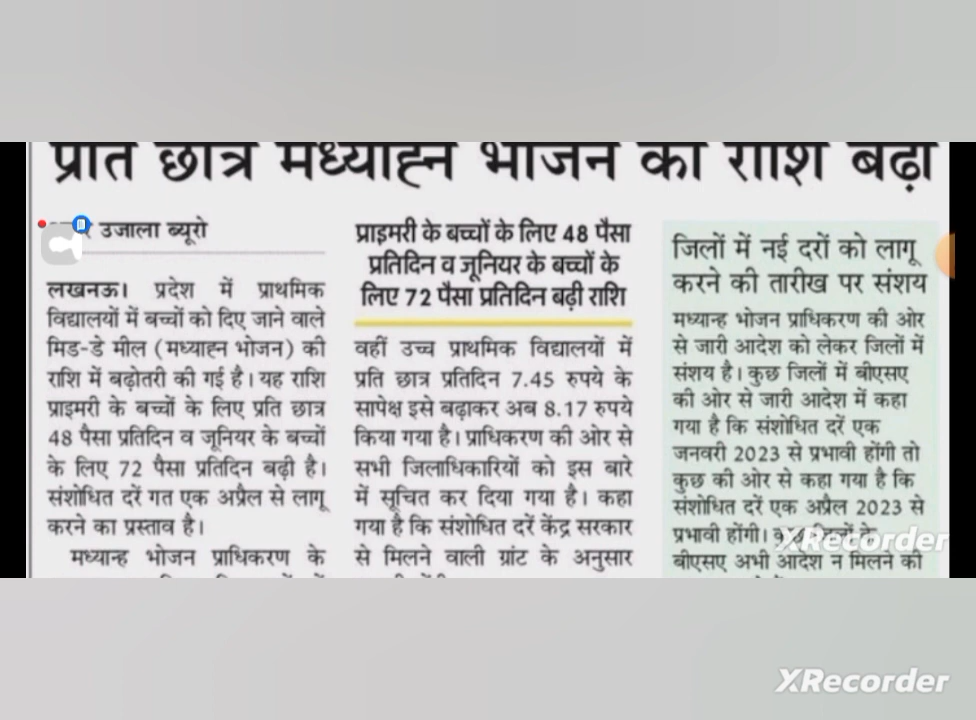 प्रति छात्र मध्याह्न भोजन की राशि बढ़ी
उजाला ब्यूरो
लखनऊ। प्रदेश में प्राथमिक
विद्यालयों में बच्चों को दिए जाने वाले
मिड-डे मील (मध्याह्न भोजन) की
राशि में बढ़ोतरी की गई है। यह राशि
प्राइमरी के बच्चों के लिए प्रति छात्र
48 पैसा प्रतिदिन व जूनियर के बच्चों
के लिए 72 पैसा प्रतिदिन बढ़ी है।
संशोधित दरें गत एक अप्रैल से लागू
करने का प्रस्ताव है।
मध्यान्ह भोजन प्राधिकरण के
प्राइमरी के बच्चों के लिए 48 पैसा
प्रतिदिन व जूनियर के बच्चों के
लिए 72 पैसा प्रतिदिन बढ़ी राशि
वहीं उच्च प्राथमिक विद्यालयों में
प्रति छात्र प्रतिदिन 7.45 रुपये के
सापेक्ष इसे बढ़ाकर अब 8.17 रुपये
किया गया है। प्राधिकरण की ओर से
सभी जिलाधिकारियों को इस बारे
में सूचित कर दिया गया है। कहा
गया है कि संशोधित दरें केंद्र सरकार
से मिलने वाली ग्रांट के अनुसार
जिलों में नई दरों को लागू
करने की तारीख पर संशय
मध्यान्ह भोजन प्राधिकरण की ओर
से जारी आदेश को लेकर जिलों में
संशय है। कुछ जिलों में बीएसए
की ओर से जारी आदेश में कहा
गया है कि संशोधित दरें एक
जनवरी 2023 से प्रभावी होंगी तो
कुछ की ओर से कहा गया है कि
संशोधित दरें एक अप्रैल 2023 से
प्रभावी होंगी। कुछ जिलों के
बीएसए अभी आदेश न मिलने की
XRecorder
XRecorder